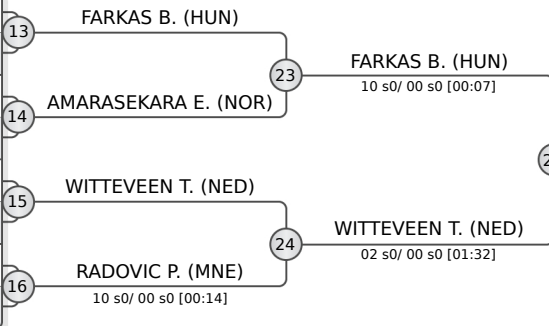 FARKAS B. (HUN)
13
FARKAS B. (HUN)
23
10 s0/ 00 s0 [00:07]
AMARASEKARA E. (NOR)
14
WITTEVEEN T. (NED)
15
WITTEVEEN T. (NED)
24
02 s0/ 00 s0 [01:32]
RADOVIC P. (MNE)
16
10 s0/ 00 s0 [00:14]